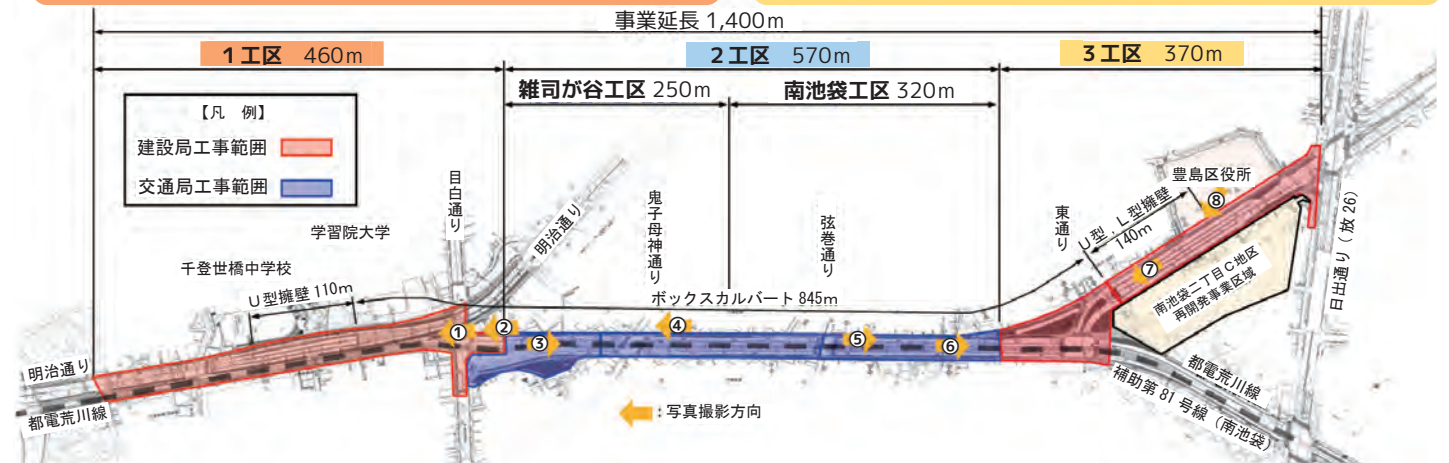 事業延長 1,400m
1工区 460m
2工区 570m
3工区 370m
雑司が谷工区 250m
南池袋工区 320m
【凡 例】
建設局工事範囲
交通局工事範囲
学習院大学
千登世橋中学校
U型擁壁 110m
目白通り
明治通り
鬼子母神通り
弦巻通り
ボックスカルバート 845m
東通り
U型、L型擁壁
140m
豊島区役所
南池袋二丁目C地区
再開発事業区域
日出通り(放26)
①
②
③
④
⑤
⑥
⑦
⑧
明治通り
都電荒川線
都電荒川線
補助第81号線(南池袋)
:写真撮影方向